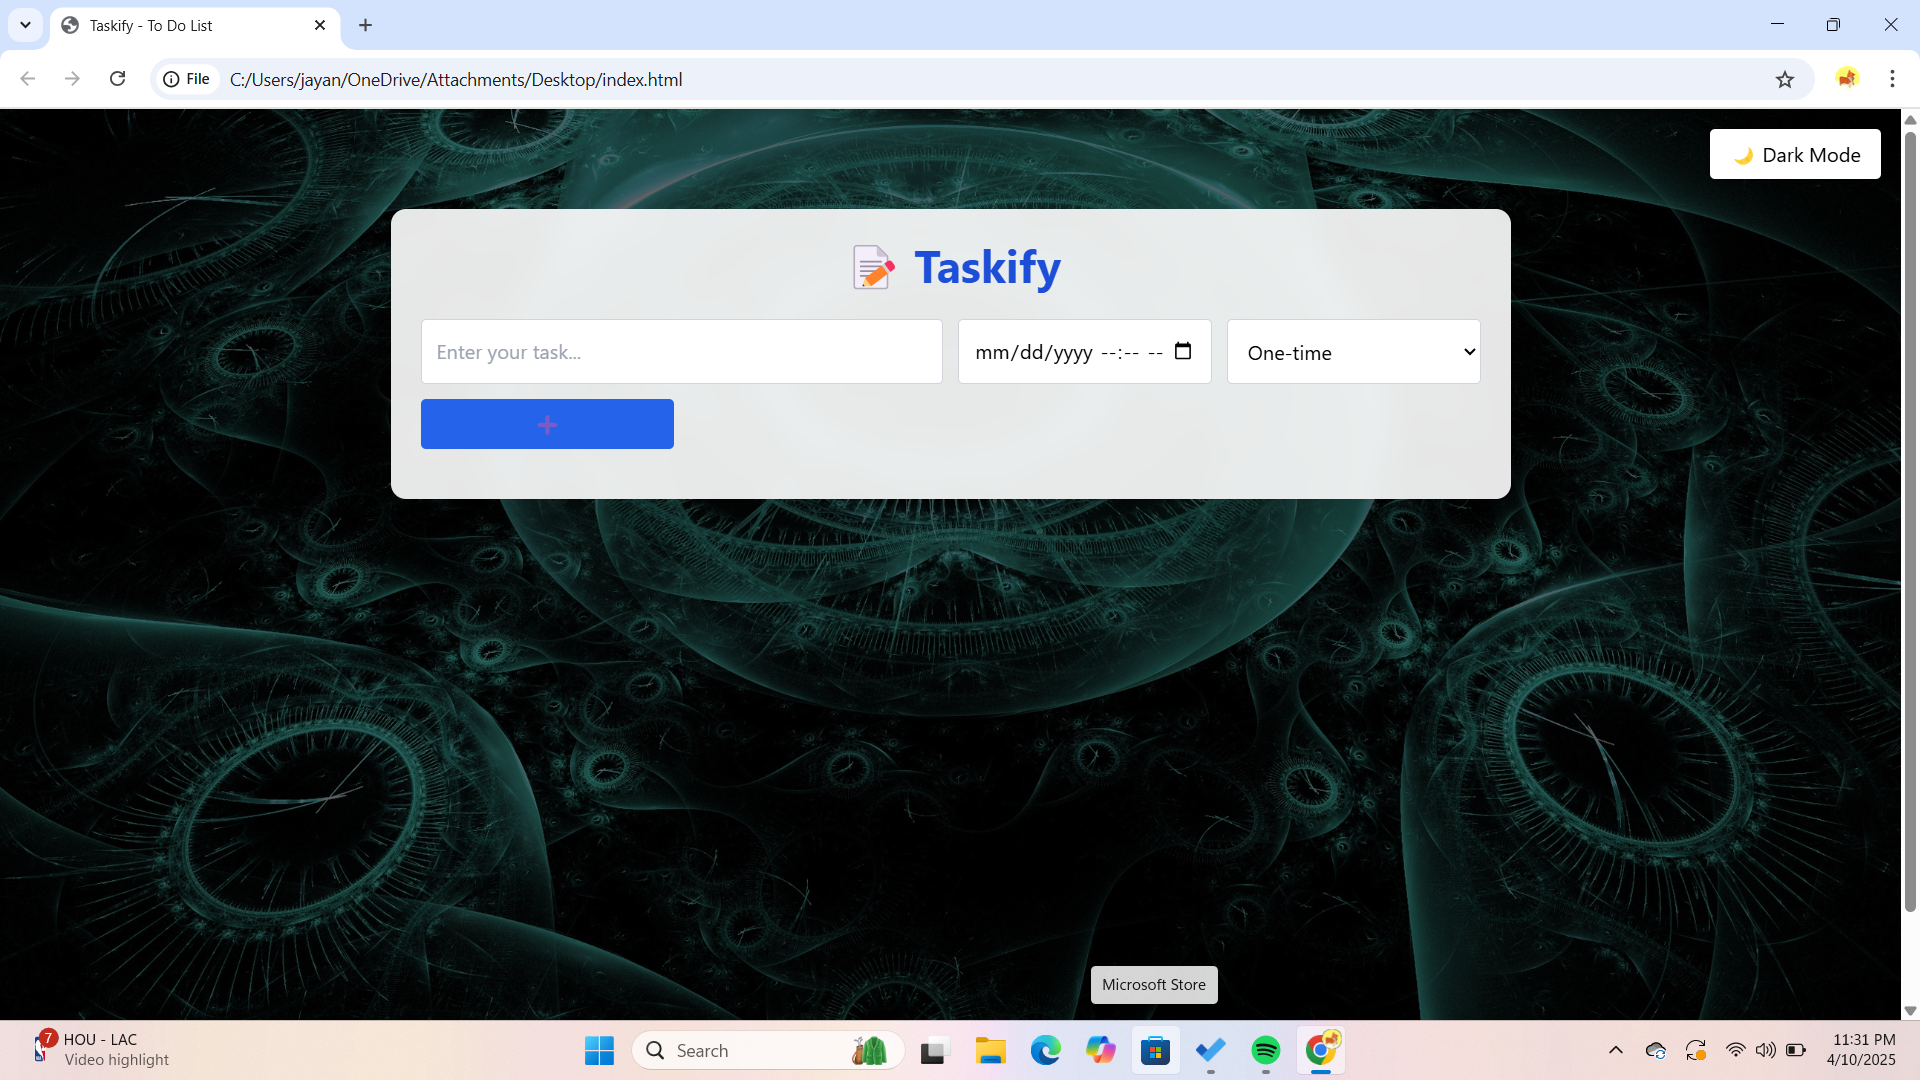 Taskify - To Do List
File C:/Users/jayan/OneDrive/Attachments/Desktop/index.html
🌙 Dark Mode
📝 Taskify
Enter your task... mm/dd/yyyy --:-- -- One-time
➕
Microsoft Store
7 HOU - LAC
Video highlight
Search
11:31 PM
4/10/2025